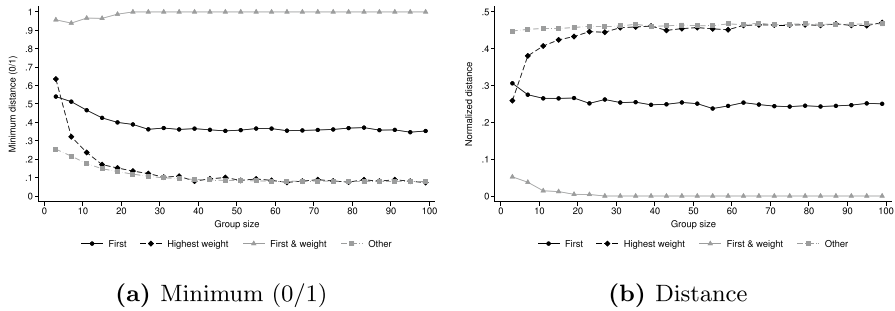 1
.9
.8
.7
.6
.5
.4
.3
.2
.1
0
Minimum distance (0/1)
0 10 20 30 40 50 60 70 80 90 100
Group size
First Highest weight First & weight Other
(a) Minimum (0/1)
.5
.4
.3
.2
.1
0
Normalized distance
0 10 20 30 40 50 60 70 80 90 100
Group size
First Highest weight First & weight Other
(b) Distance